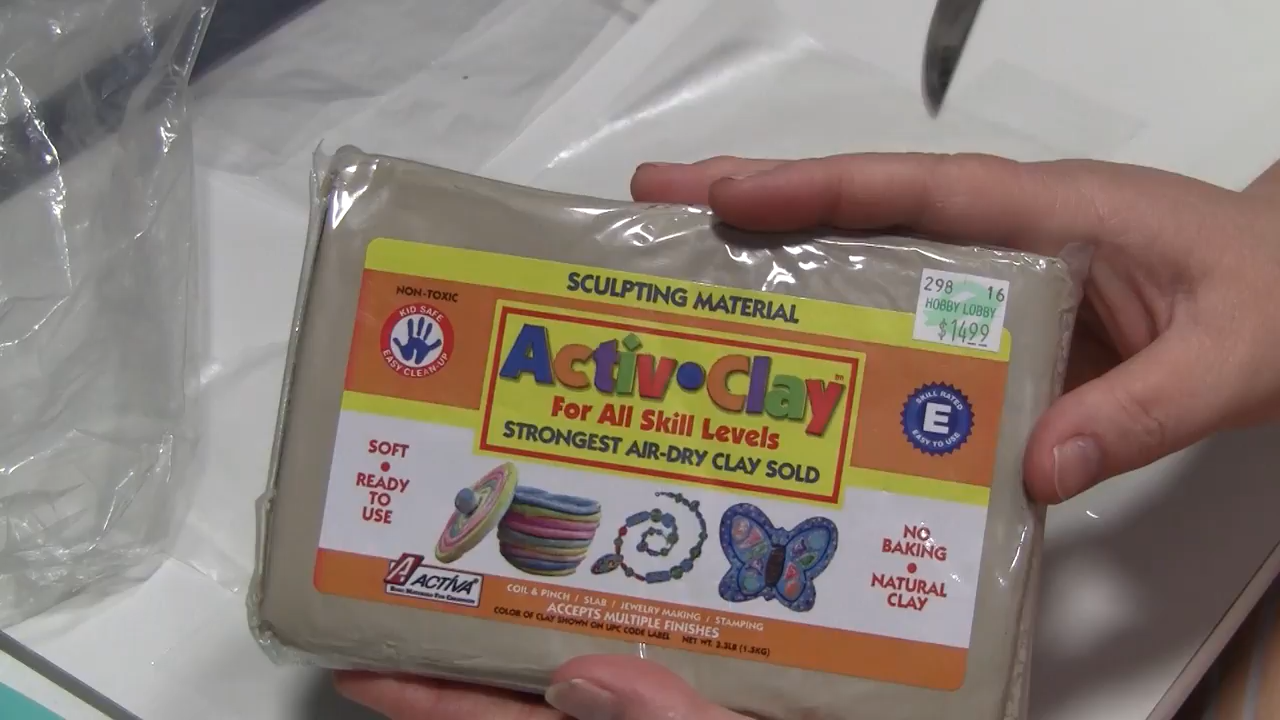 SCULPTING MATERIAL
298 16
HOBBY LOBBY
$14.99
NON-TOXIC
KID SAFE
EASY CLEAN-UP
Activ•Clay™
For All Skill Levels
STRONGEST AIR-DRY CLAY SOLD
SKILL RATED
E
EASY TO USE
SOFT
•
READY
TO
USE
NO
BAKING
•
NATURAL
CLAY
A ACTÍVA®
COIL & PINCH / SLAB / JEWELRY MAKING / STAMPING
ACCEPTS MULTIPLE FINISHES
COLOR OF CLAY SHOWN ON UPC CODE LABEL NET WT. 3.3LB (1.5KG)